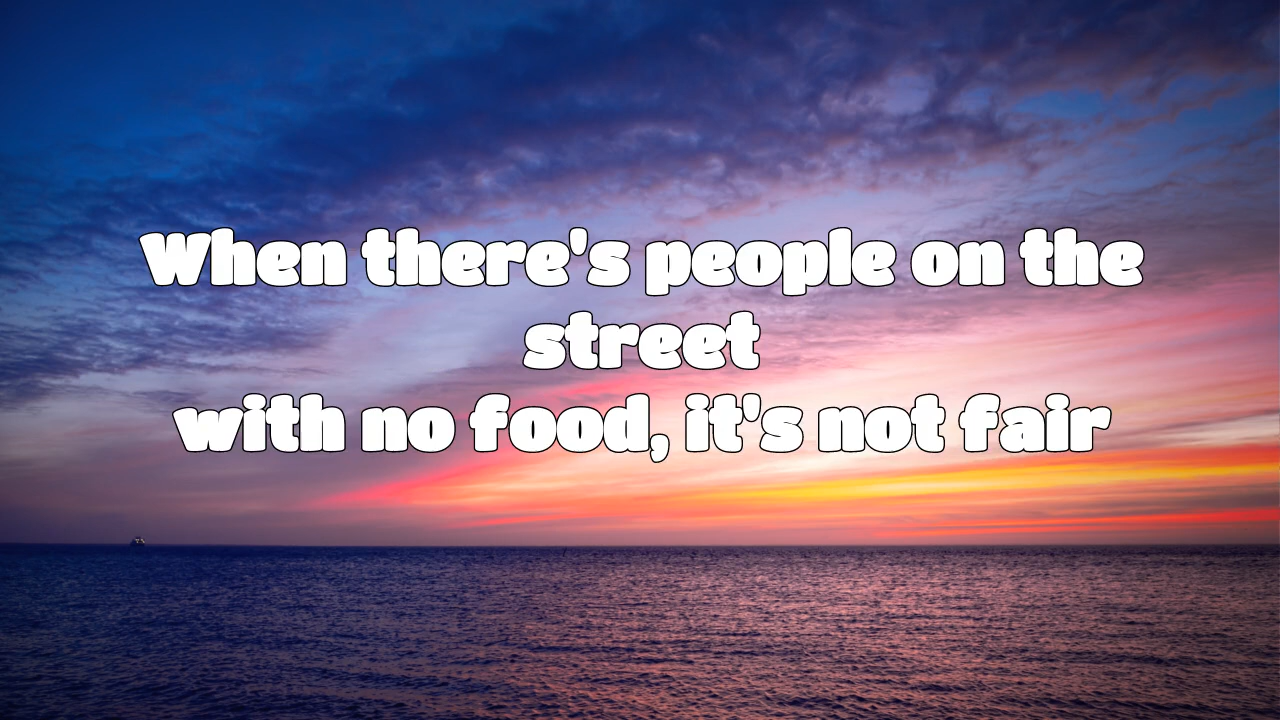 When there's people on the
street
with no food, it's not fair